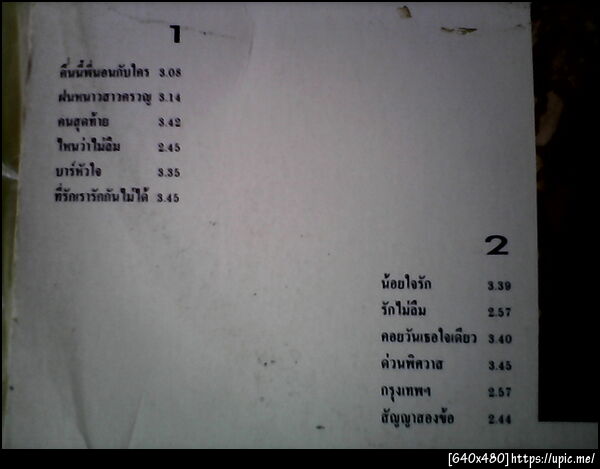 1
คืนนี้พี่นอนกับใคร 3.08
ฝนหนาวสาวครวญ 3.14
คนสุดท้าย 3.42
ไหนว่าไม่ลืม 2.45
บาร์หัวใจ 3.35
ที่รักเรารักกันไม่ได้ 3.45
2
น้อยใจรัก 3.39
รักไม่ลืม 2.57
คอยวันเธอใจเดียว 3.40
ด่วนพิศวาส 3.45
กรุงเทพฯ 2.57
สัญญาสองข้อ 2.44
[640x480]https://upic.me/